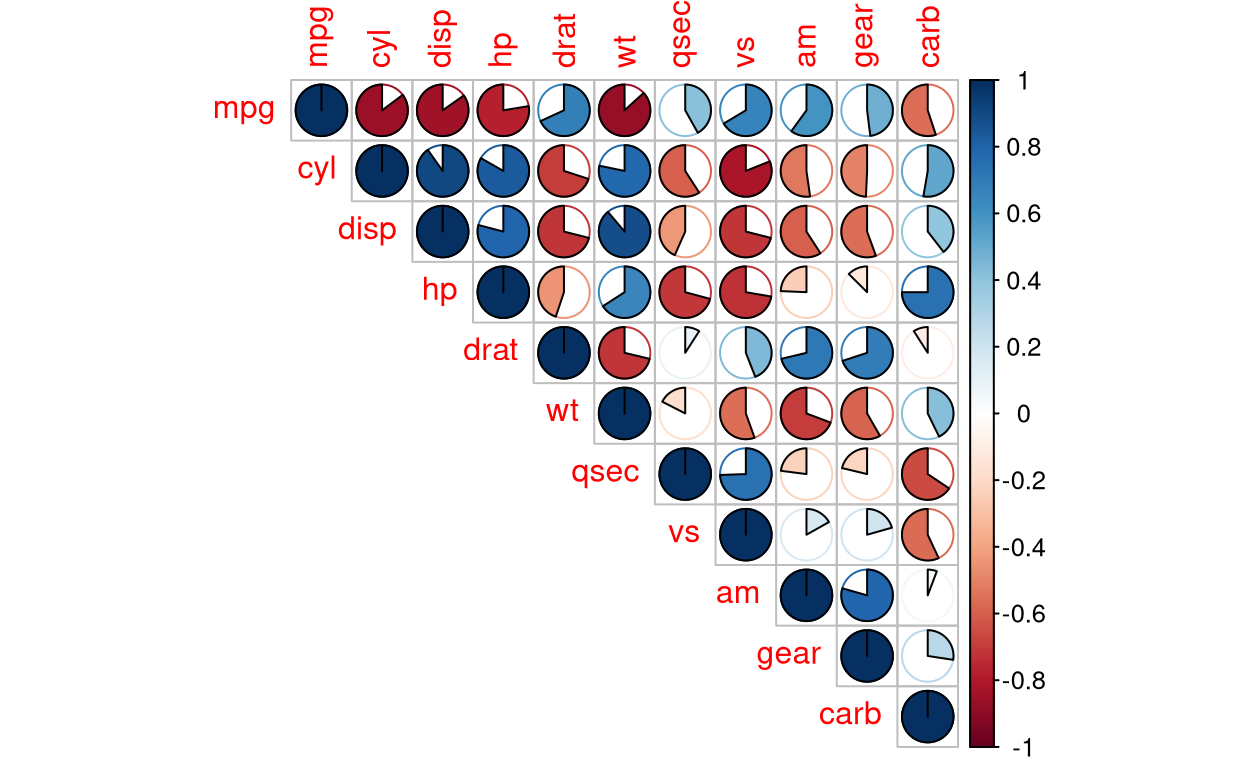 mpg cyl disp hp drat wt qsec vs am gear carb
mpg
cyl
disp
hp
drat
wt
qsec
vs
am
gear
carb
1
0.8
0.6
0.4
0.2
0
-0.2
-0.4
-0.6
-0.8
-1